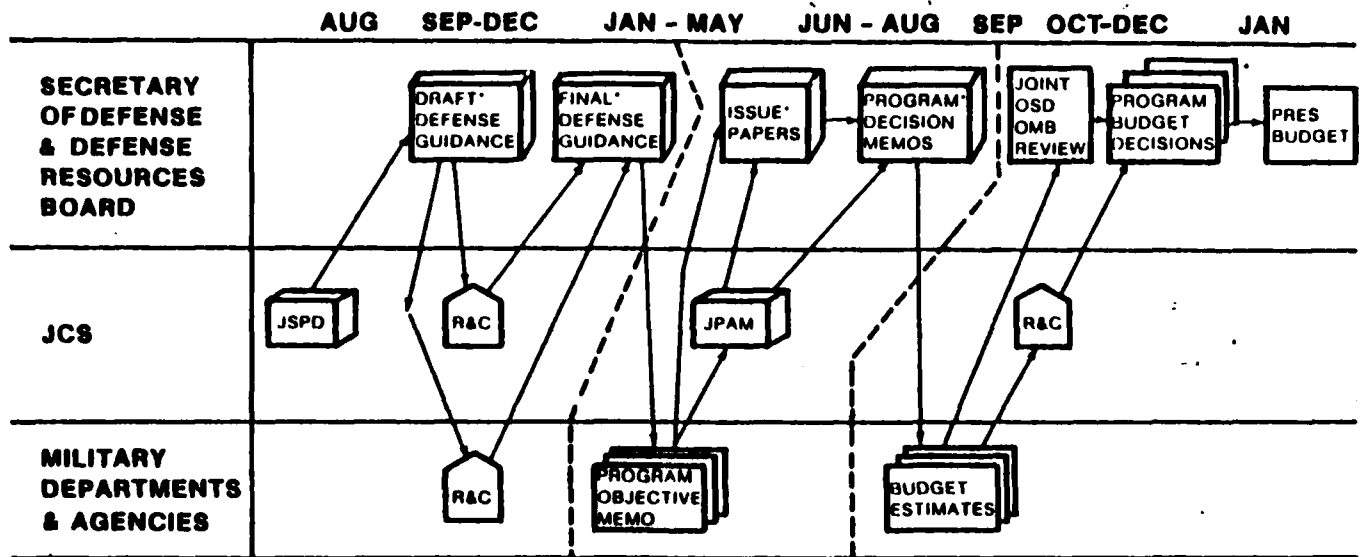 AUG SEP-DEC JAN - MAY JUN - AUG SEP OCT-DEC JAN
SECRETARY
OF DEFENSE
& DEFENSE
RESOURCES
BOARD
DRAFT*
DEFENSE
GUIDANCE
FINAL*
DEFENSE
GUIDANCE
ISSUE*
PAPERS
PROGRAM*
DECISION
MEMOS
JOINT
OSD
OMB
REVIEW
PROGRAM
BUDGET
DECISIONS
PRES
BUDGET
JCS
JSPD
R&C
JPAM
R&C
MILITARY
DEPARTMENTS
& AGENCIES
R&C
PROGRAM
OBJECTIVE
MEMO
BUDGET
ESTIMATES